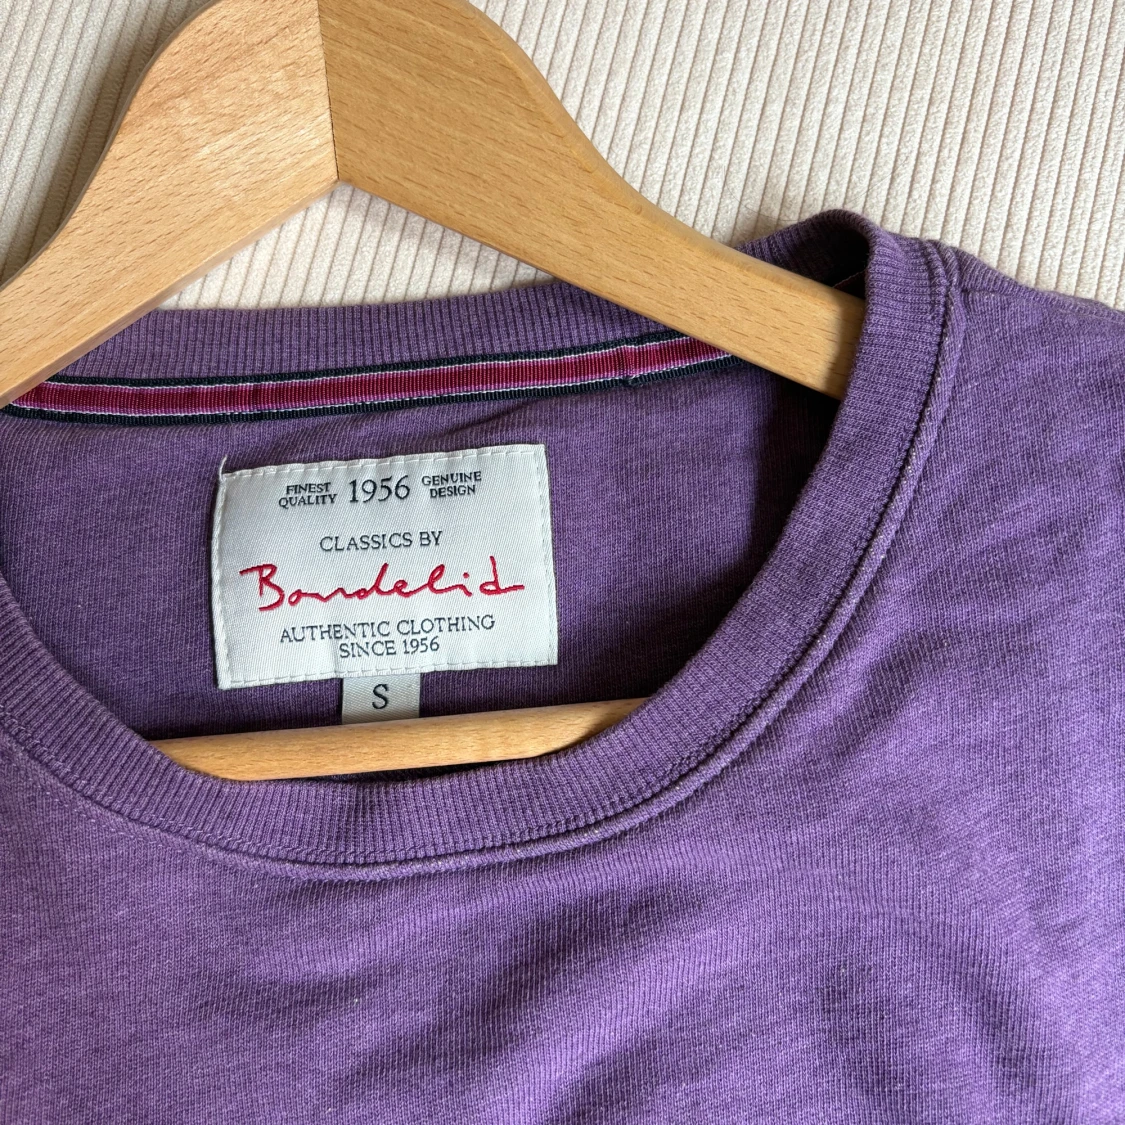 FINEST QUALITY 1956 GENUINE DESIGN
CLASSICS BY
Bondelid
AUTHENTIC CLOTHING
SINCE 1956
S